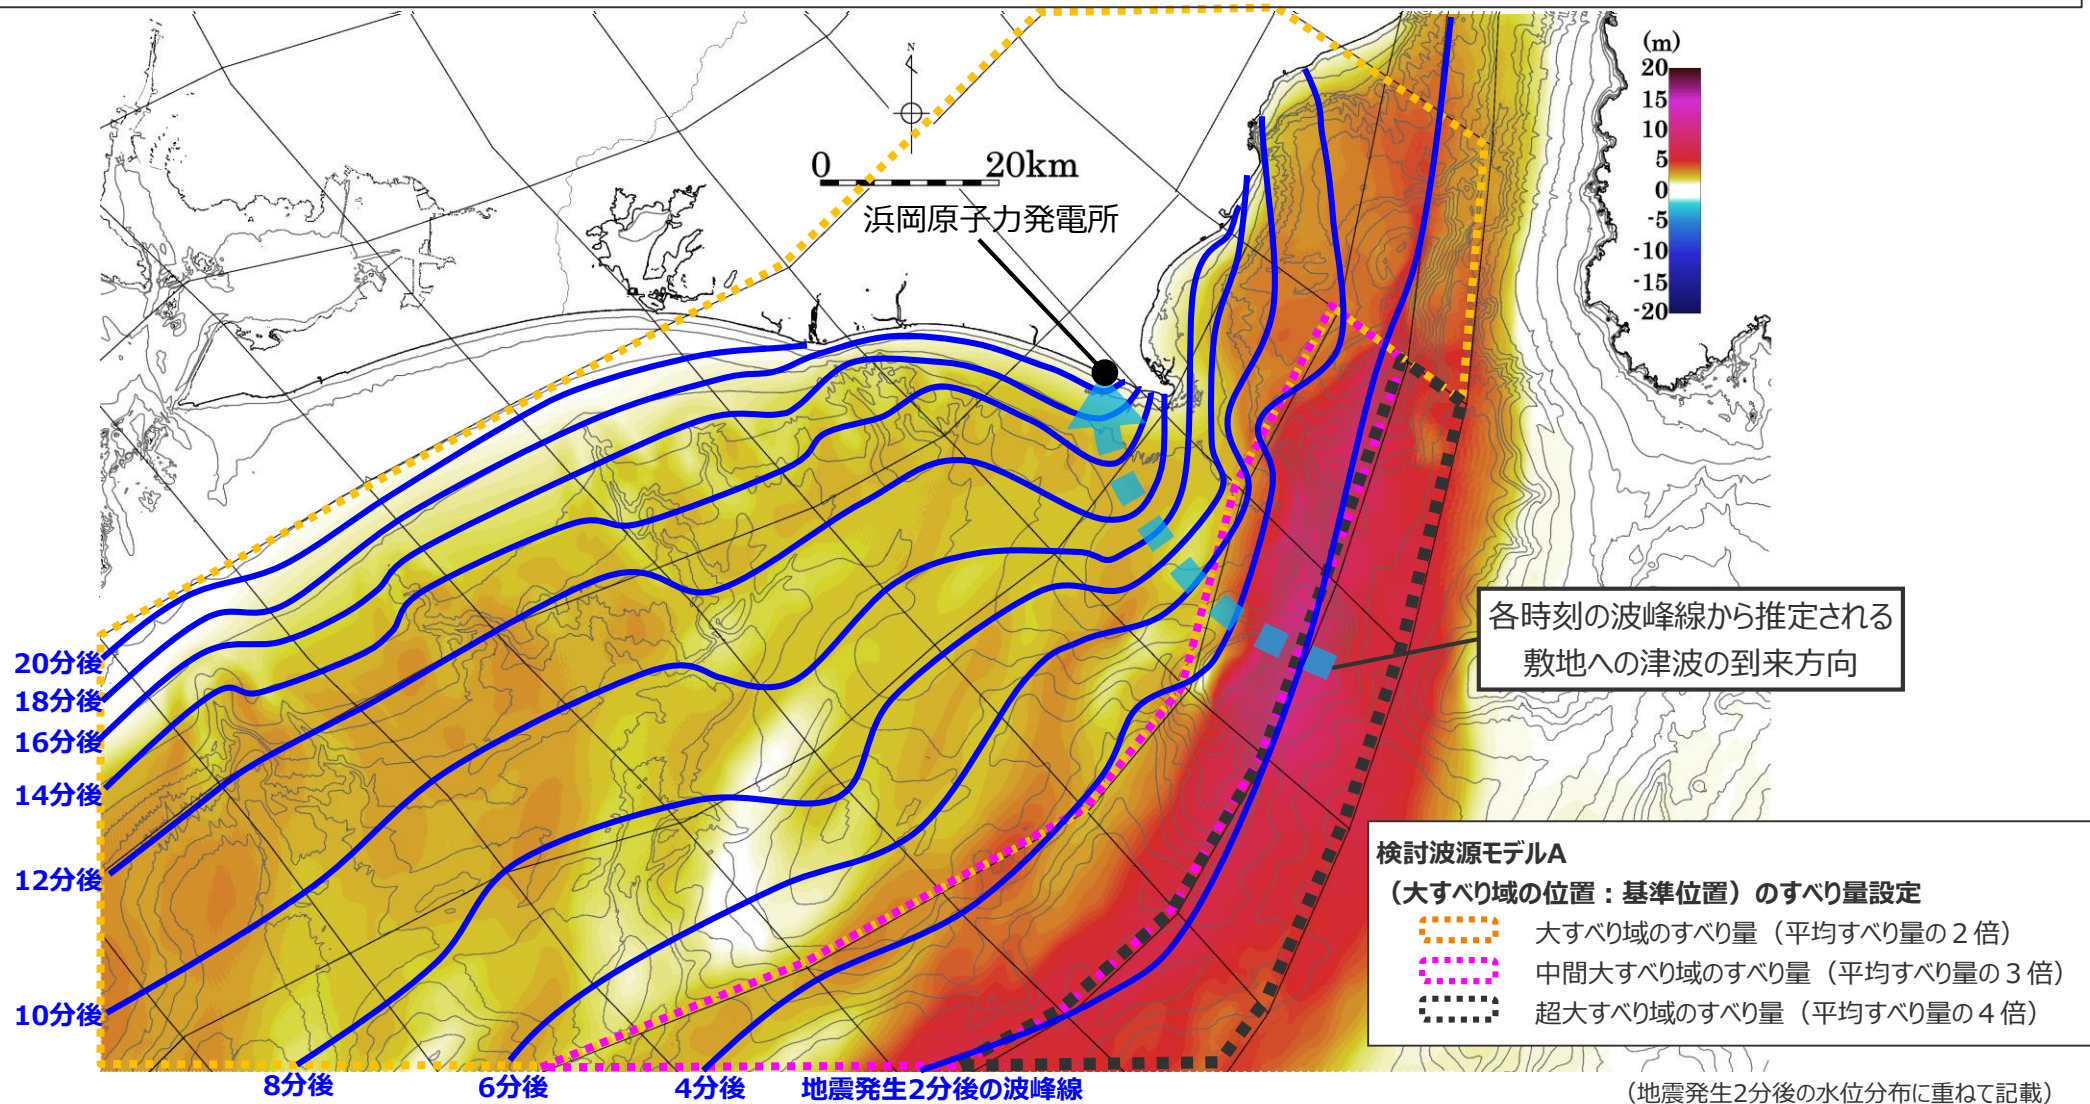 (m)
20
15
10
5
0
-5
-10
-15
-20
N
0 20km
浜岡原子力発電所
各時刻の波峰線から推定される
敷地への津波の到来方向
20分後
18分後
16分後
14分後
12分後
10分後
8分後
6分後
4分後
地震発生2分後の波峰線
検討波源モデルA
（大すべり域の位置：基準位置）のすべり量設定
大すべり域のすべり量（平均すべり量の２倍）
中間大すべり域のすべり量（平均すべり量の３倍）
超大すべり域のすべり量（平均すべり量の４倍）
（地震発生2分後の水位分布に重ねて記載）